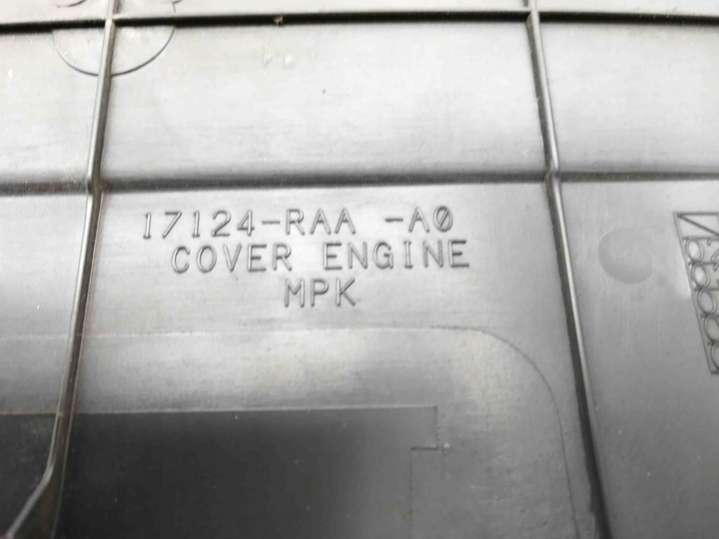 17124-RAA -A0
COVER ENGINE
MPK